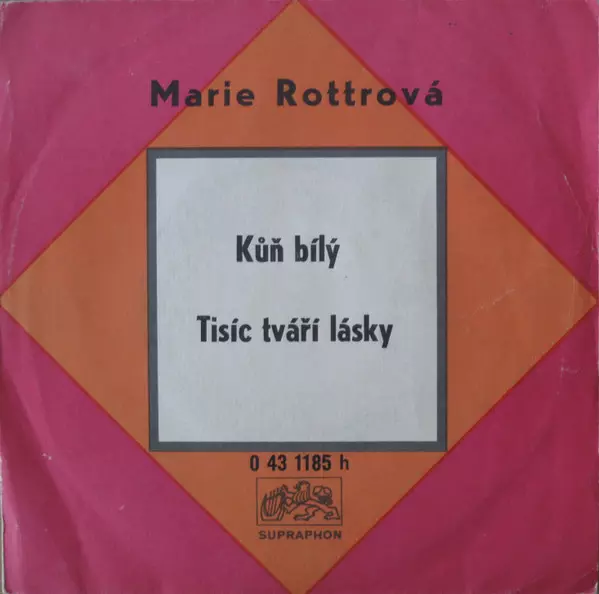 Marie Rottrová
Kůň bílý
Tisíc tváří lásky
0 43 1185 h
SUPRAPHON